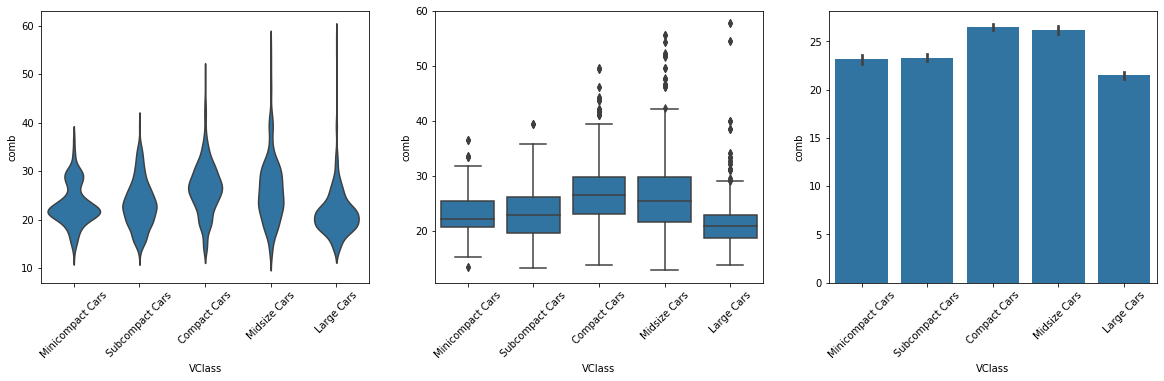 60
50
40
30
20
10
comb
Minicompact Cars
Subcompact Cars
Compact Cars
Midsize Cars
Large Cars
VClass
60
50
40
30
20
comb
Minicompact Cars
Subcompact Cars
Compact Cars
Midsize Cars
Large Cars
VClass
25
20
15
10
5
0
comb
Minicompact Cars
Subcompact Cars
Compact Cars
Midsize Cars
Large Cars
VClass